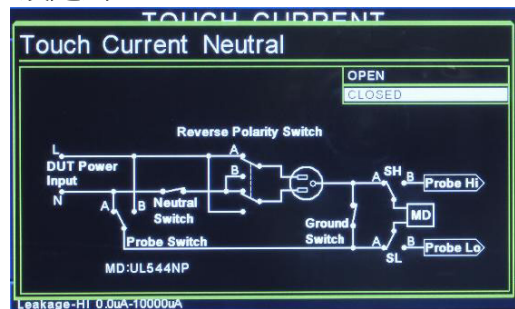 TOUCH CURRENT
Touch Current Neutral
OPEN
CLOSED
Reverse Polarity Switch
L
DUT Power
Input
N
A
B
A
B
Neutral
Switch
Probe Switch
Ground
Switch
A
SH
B
Probe Hi
MD
A
B
Probe Lo
SL
MD:UL544NP
Leakage-HI 0.0uA-10000uA